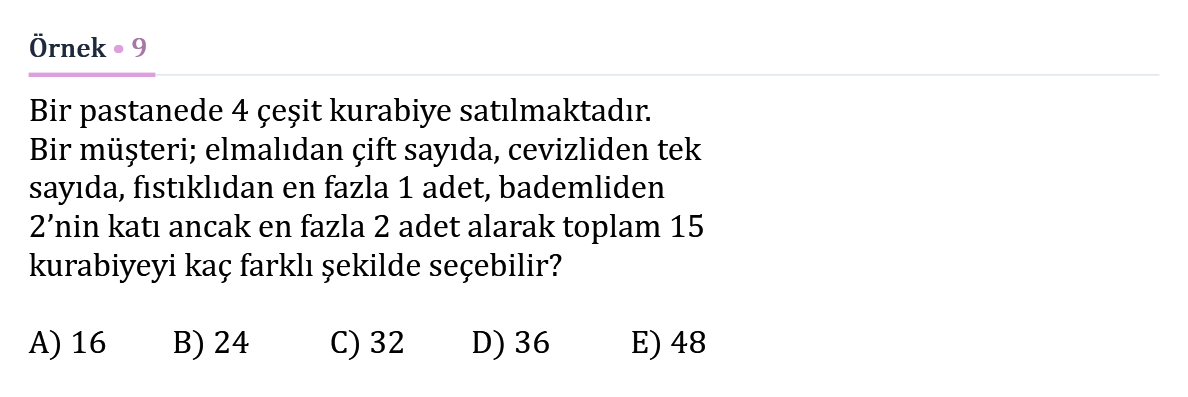 Örnek • 9
Bir pastanede 4 çeşit kurabiye satılmaktadır.
Bir müşteri; elmalıdan çift sayıda, cevizliden tek
sayıda, fıstıklıdan en fazla 1 adet, bademliden
2’nin katı ancak en fazla 2 adet alarak toplam 15
kurabiyeyi kaç farklı şekilde seçebilir?
A) 16 B) 24 C) 32 D) 36 E) 48